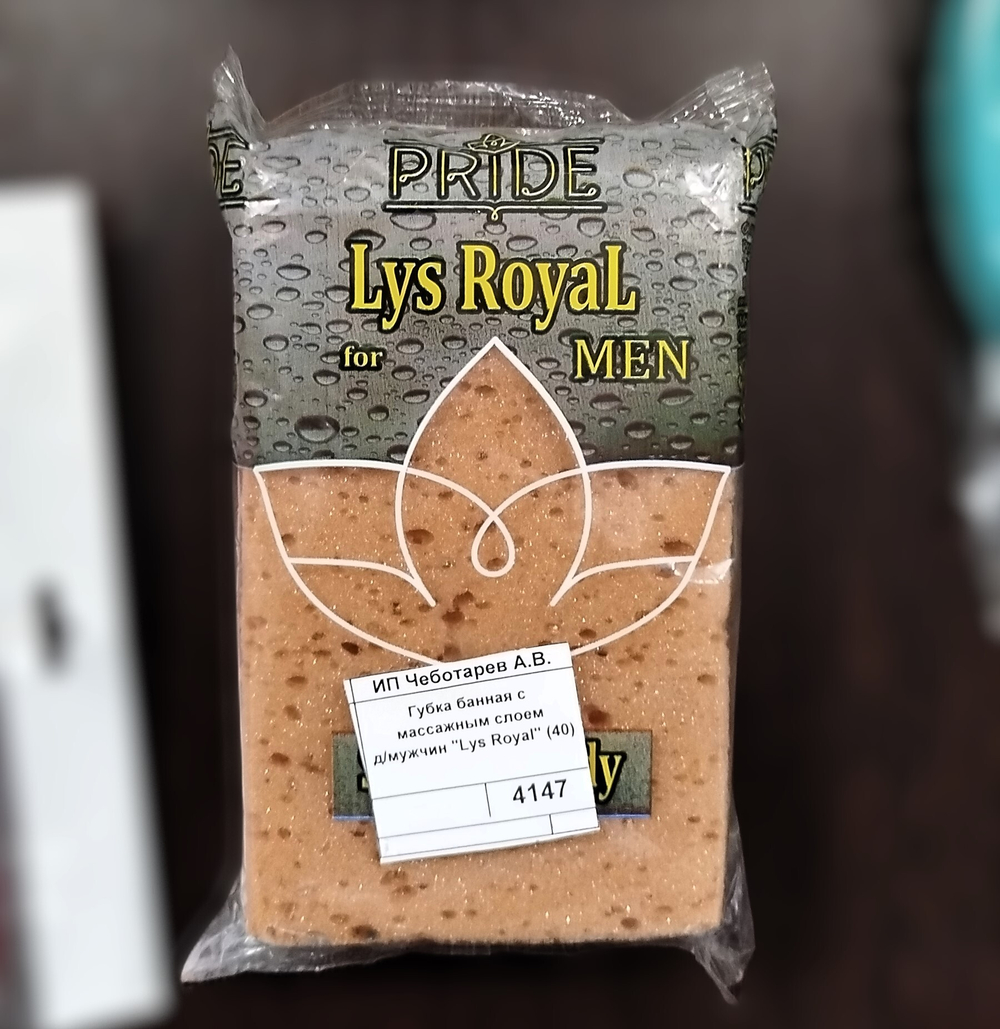 PRIDE
Lys RoyaL
for MEN
ИП Чеботарев А.В.
Губка банная с
массажным слоем
д/мужчин "Lys Royal" (40)
4147